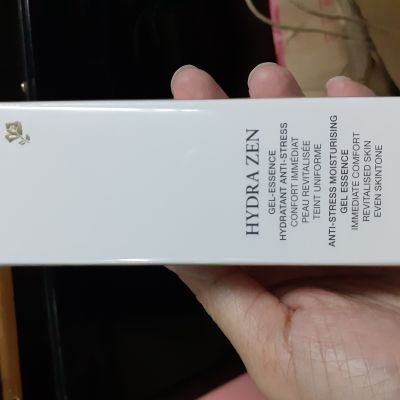 HYDRA ZEN
GEL-ESSENCE
HYDRATANT ANTI-STRESS
CONFORT IMMÉDIAT
PEAU REVITALISÉE
TEINT UNIFORME
ANTI-STRESS MOISTURISING
GEL ESSENCE
IMMEDIATE COMFORT
REVITALISED SKIN
EVEN SKINTONE